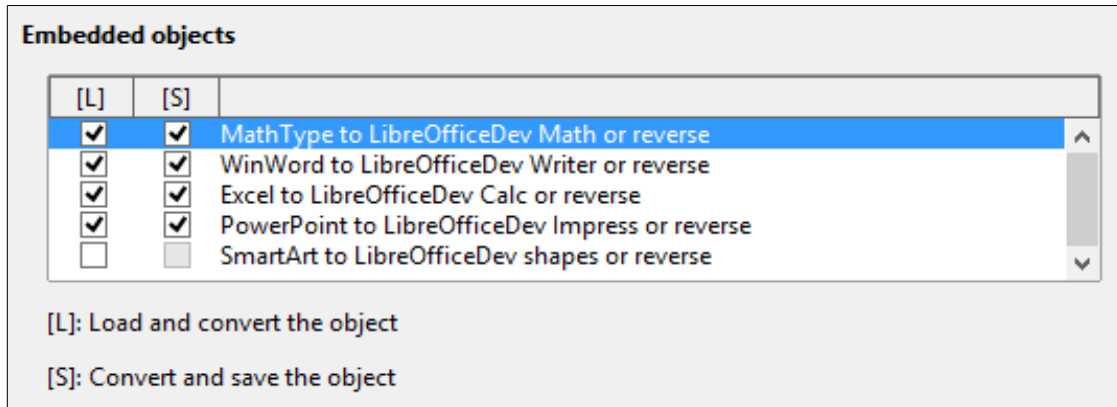 Embedded objects
[L] [S]
MathType to LibreOfficeDev Math or reverse
WinWord to LibreOfficeDev Writer or reverse
Excel to LibreOfficeDev Calc or reverse
PowerPoint to LibreOfficeDev Impress or reverse
SmartArt to LibreOfficeDev shapes or reverse
[L]: Load and convert the object
[S]: Convert and save the object